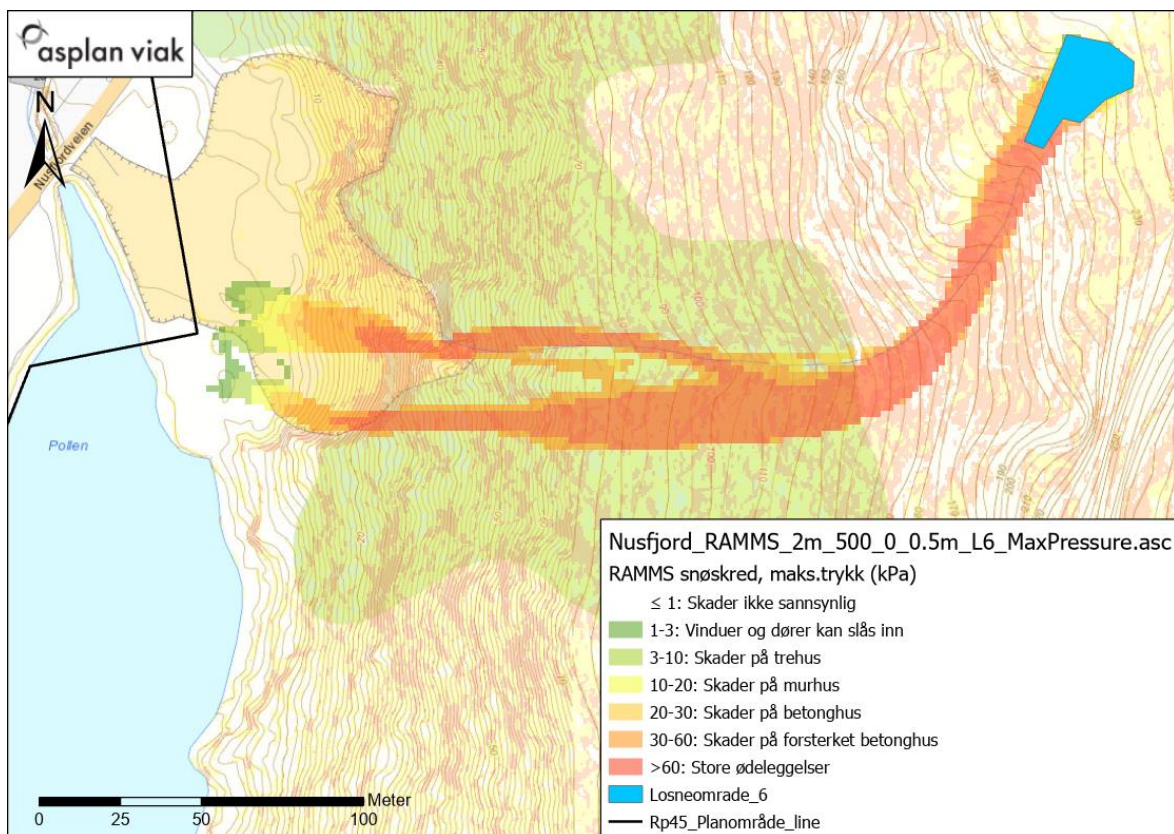 asplan viak
N
Nusfjordveien
Pollen
Nusfjord_RAMMS_2m_500_0_0.5m_L6_MaxPressure.asc
RAMMS snøskred, maks.trykk (kPa)
≤ 1: Skader ikke sannsynlig
1-3: Vinduer og dører kan slås inn
3-10: Skader på trehus
10-20: Skader på murhus
20-30: Skader på betonghus
30-60: Skader på forsterket betonghus
>60: Store ødeleggelser
Losneomrade_6
Rp45_Planområde_line
Meter
0 25 50 100